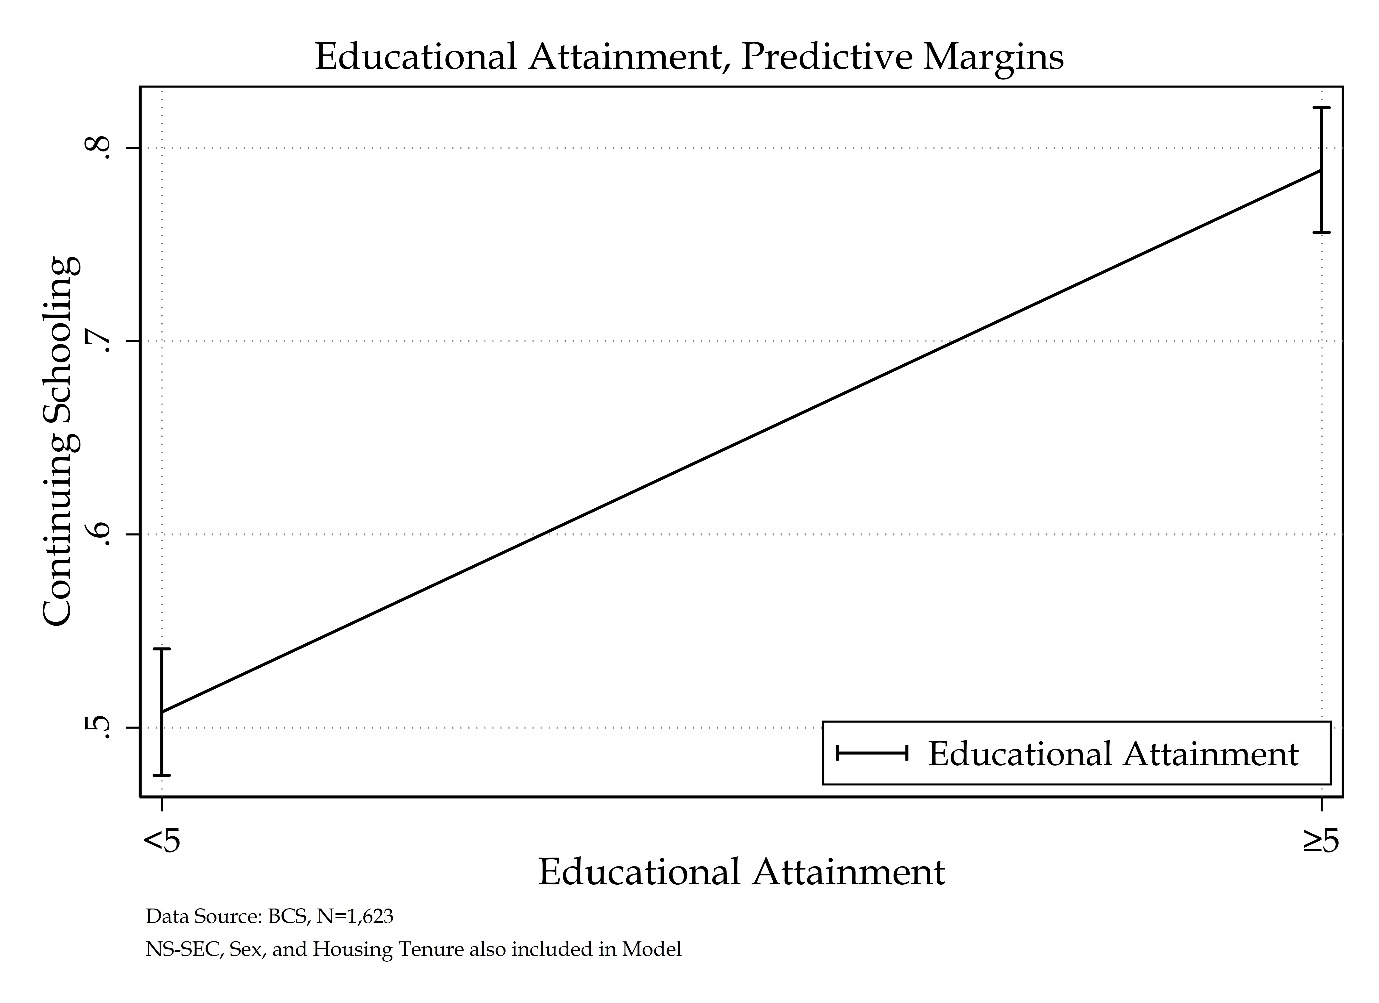 Educational Attainment, Predictive Margins
.8
.7
.6
.5
Continuing Schooling
Educational Attainment
<5
≥5
Educational Attainment
Data Source: BCS, N=1,623
NS-SEC, Sex, and Housing Tenure also included in Model